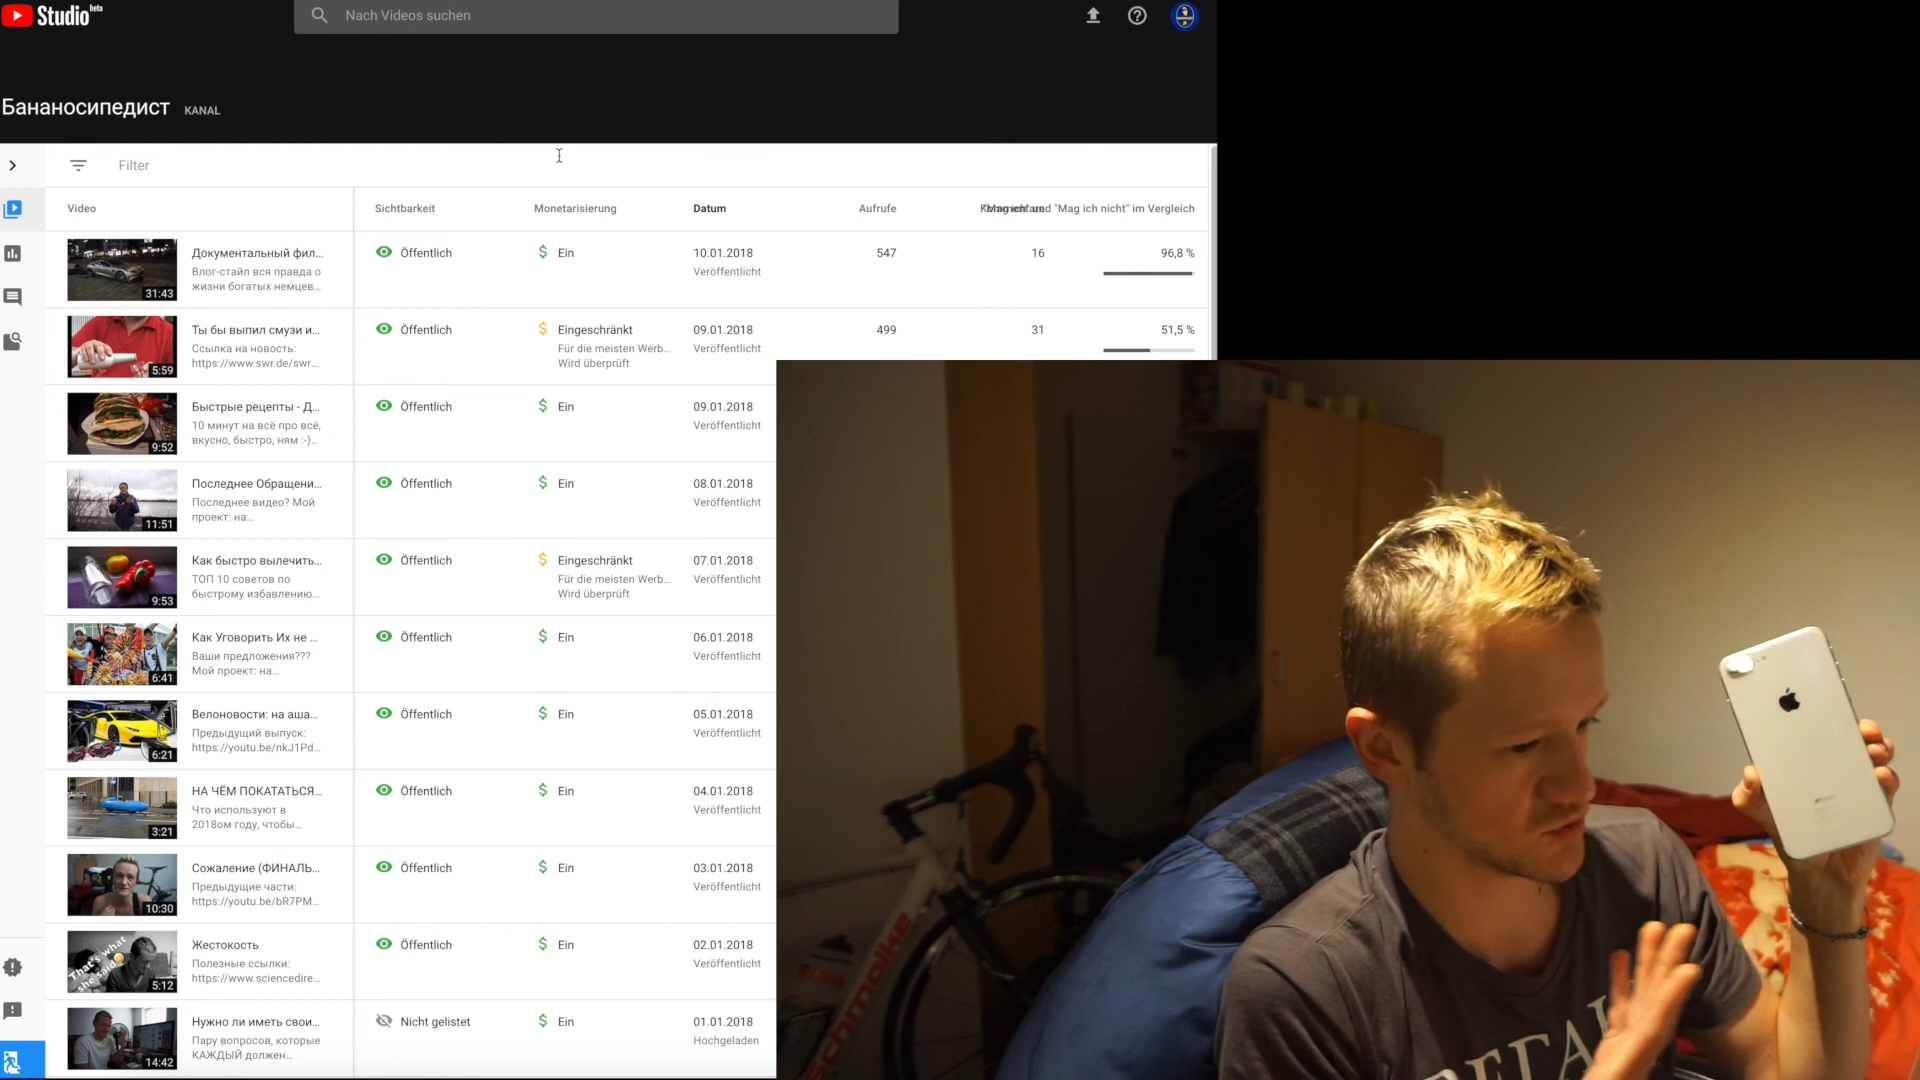 Studio beta
Nach Videos suchen
Бананосипедист KANAL
Filter
Video Sichtbarkeit Monetarisierung Datum Aufrufe und "Mag ich nicht" im Vergleich
Документальный фил... Öffentlich Ein 10.01.2018 547 16 96,8 %
Влог-стайл вся правда о Veröffentlicht
жизни богатых немцев...
31:43
Ты бы выпил смузи и... Öffentlich Eingeschränkt 09.01.2018 499 31 51,5 %
Ссылка на новость: Für die meisten Werb... Veröffentlicht
https://www.swr.de/swr... Wird überprüft
5:59
Быстрые рецепты - Д... Öffentlich Ein 09.01.2018
10 минут на всё про всё, Veröffentlicht
вкусно, быстро, ням :-)...
9:52
Последнее Обращени... Öffentlich Ein 08.01.2018
Последнее видео? Мой Veröffentlicht
проект: на...
11:51
Как быстро вылечить... Öffentlich Eingeschränkt 07.01.2018
ТОП 10 советов по Für die meisten Werb... Veröffentlicht
быстрому избавлению... Wird überprüft
9:53
Как Уговорить Их не ... Öffentlich Ein 06.01.2018
Ваши предложения??? Veröffentlicht
Мой проект: на...
6:41
Велоновости: на аша... Öffentlich Ein 05.01.2018
Предыдущий выпуск: Veröffentlicht
https://youtu.be/nkJ1Pd...
6:21
НА ЧЁМ ПОКАТАТЬСЯ... Öffentlich Ein 04.01.2018
Что используют в Veröffentlicht
2018ом году, чтобы...
3:21
Сожаление (ФИНАЛЬ... Öffentlich Ein 03.01.2018
Предыдущие части: Veröffentlicht
https://youtu.be/bR7PM...
10:30
Жестокость Öffentlich Ein 02.01.2018
Полезные ссылки: Veröffentlicht
https://www.sciencedire...
That's what
she said
5:12
Нужно ли иметь свои... Nicht gelistet Ein 01.01.2018
Пару вопросов, которые Hochgeladen
КАЖДЫЙ должен...
14:42